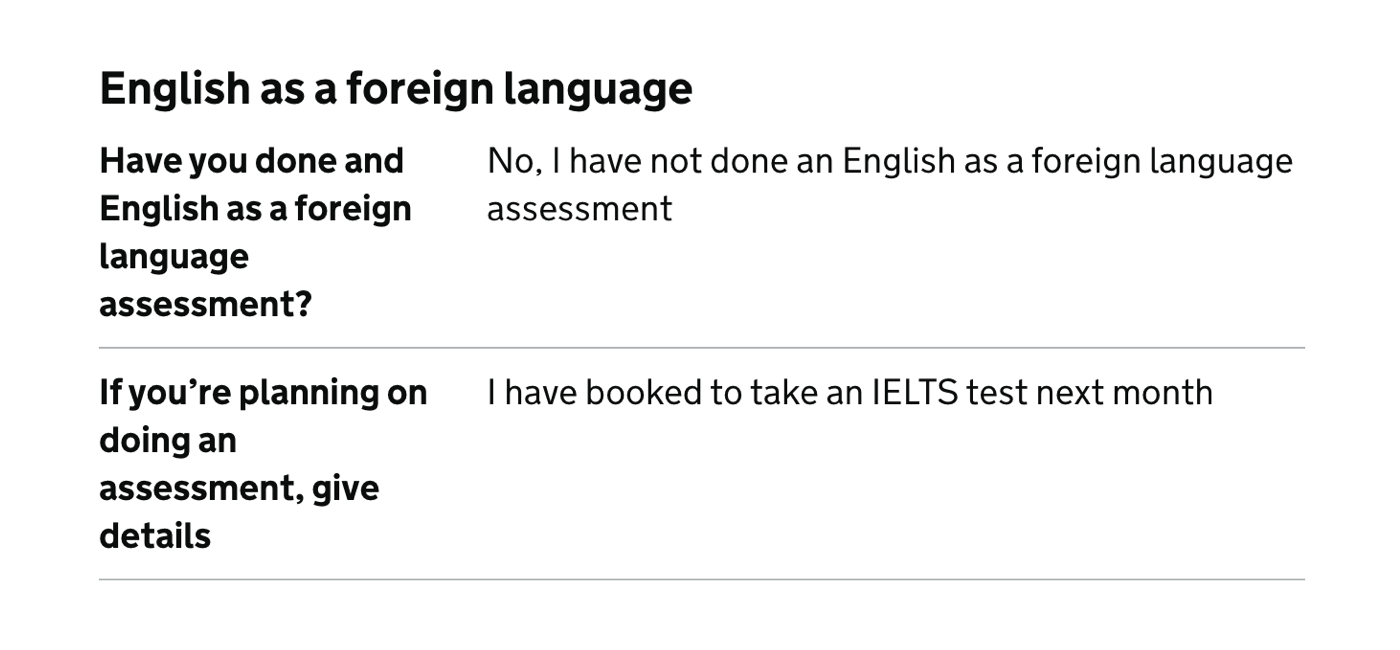 English as a foreign language
Have you done and
English as a foreign
language
assessment?
No, I have not done an English as a foreign language
assessment
If you’re planning on
doing an
assessment, give
details
I have booked to take an IELTS test next month